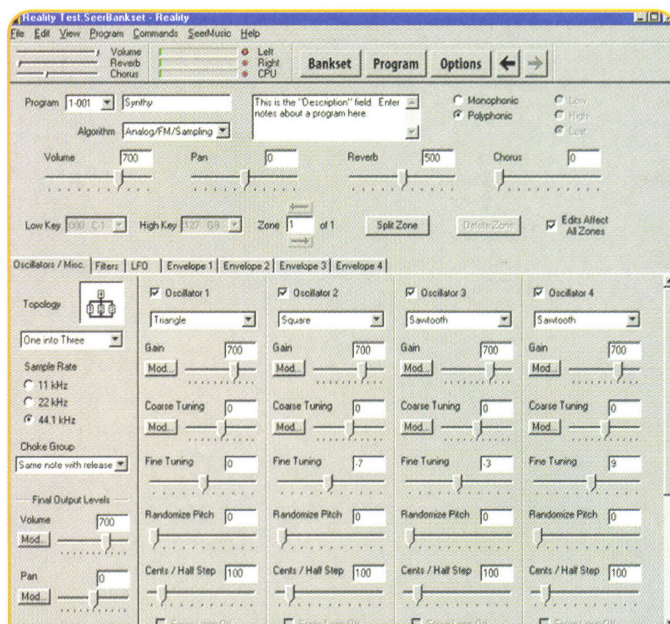 Reality Test.SeerBankset - Reality
File Edit View Program Commands SeerMusic Help
Volume Left
Reverb Right
Chorus CPU
Bankset Program Options
Program 1-001 Synthy
This is the "Description" field. Enter
notes about a program here.
Monophonic
Polyphonic
Low
High
Last
Algorithm Analog/FM/Sampling
Volume 700 Pan 0 Reverb 500 Chorus 0
Low Key 000 C-1 High Key 127 G9 Zone 1 of 1 Split Zone Delete Zone Edits Affect
All Zones
Oscillators / Misc. Filters LFO Envelope 1 Envelope 2 Envelope 3 Envelope 4
Topology
4
One into Three
Sample Rate
11 kHz
22 kHz
44.1 kHz
Choke Group
Same note with release
Final Output Levels
Volume 700
Mod...
Pan 0
Mod...
Oscillator 1 Oscillator 2 Oscillator 3 Oscillator 4
Triangle Square Sawtooth Sawtooth
Gain 700 Gain 700 Gain 700 Gain 700
Mod... Mod... Mod... Mod...
Coarse Tuning 0 Coarse Tuning 0 Coarse Tuning 0 Coarse Tuning 0
Mod... Mod... Mod... Mod...
Fine Tuning 0 Fine Tuning -7 Fine Tuning -3 Fine Tuning 9
Randomize Pitch 0 Randomize Pitch 0 Randomize Pitch 0 Randomize Pitch 0
Cents / Half Step 100 Cents / Half Step 100 Cents / Half Step 100 Cents / Half Step 100